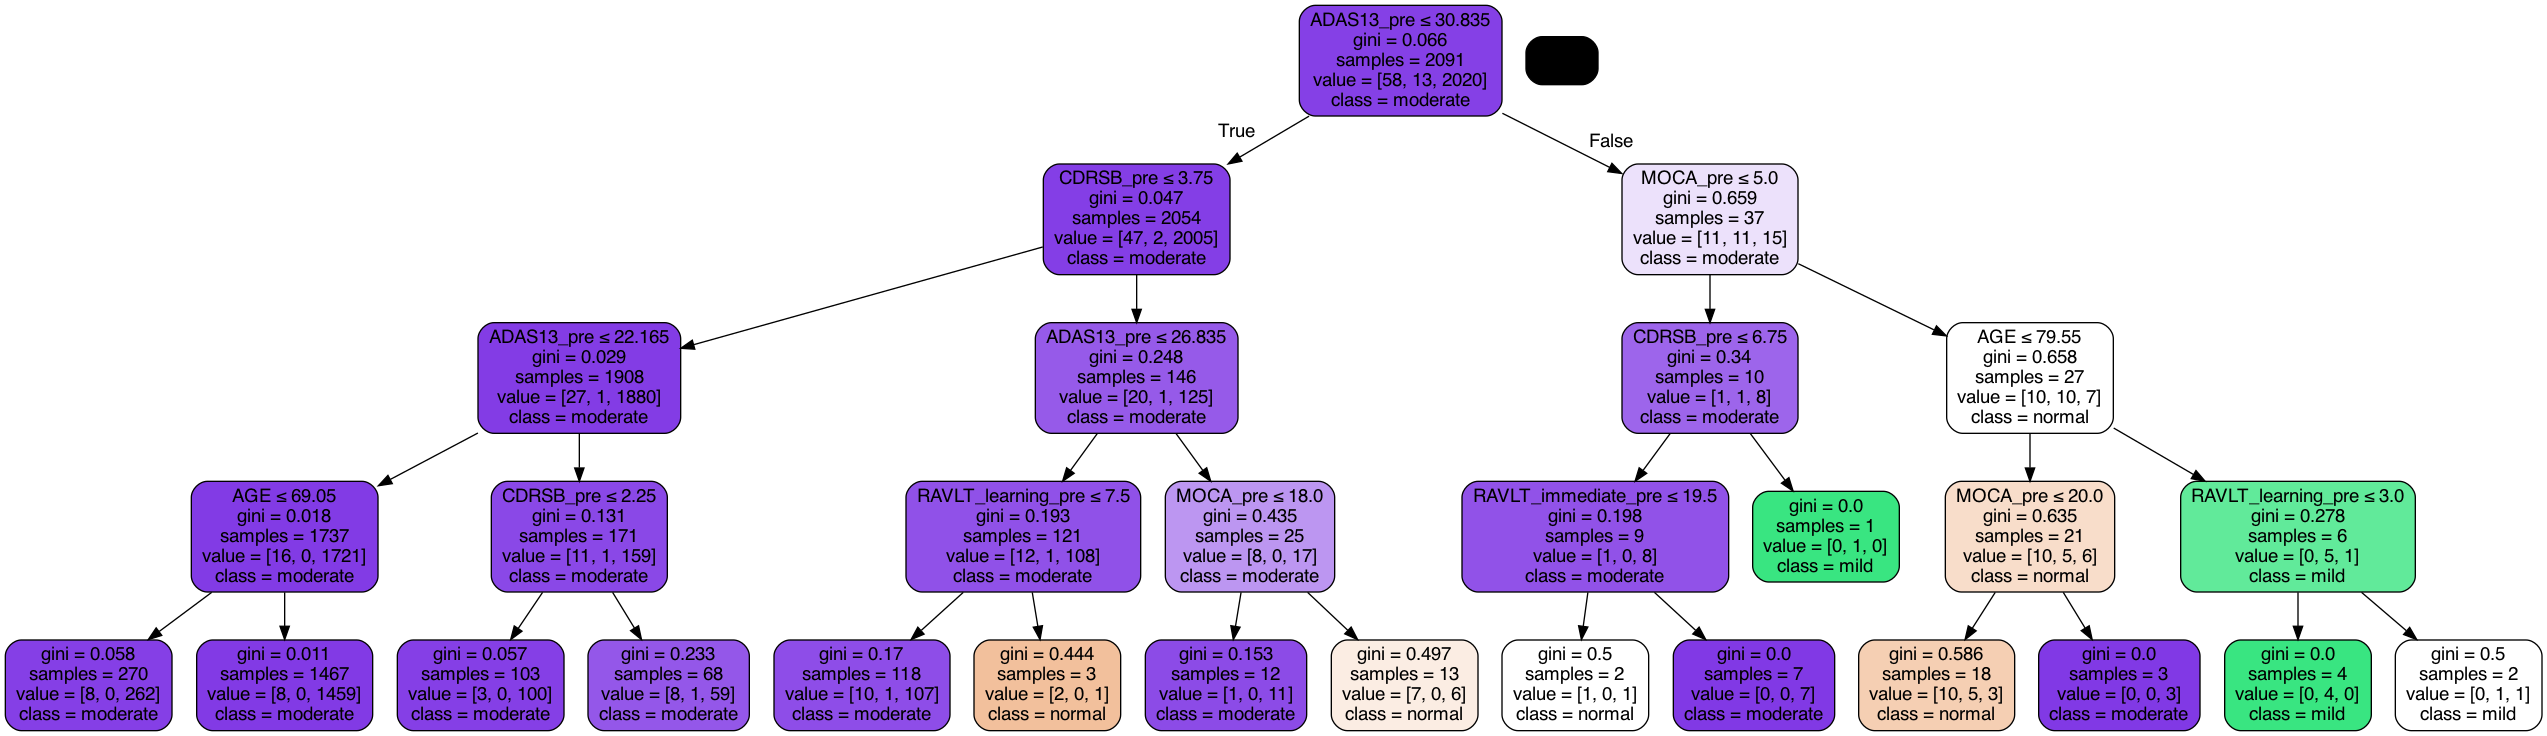 ADAS13_pre ≤ 30.835
gini = 0.066
samples = 2091
value = [58, 13, 2020]
class = moderate
True
False
CDRSB_pre ≤ 3.75
gini = 0.047
samples = 2054
value = [47, 2, 2005]
class = moderate
MOCA_pre ≤ 5.0
gini = 0.659
samples = 37
value = [11, 11, 15]
class = moderate
ADAS13_pre ≤ 22.165
gini = 0.029
samples = 1908
value = [27, 1, 1880]
class = moderate
ADAS13_pre ≤ 26.835
gini = 0.248
samples = 146
value = [20, 1, 125]
class = moderate
CDRSB_pre ≤ 6.75
gini = 0.34
samples = 10
value = [1, 1, 8]
class = moderate
AGE ≤ 79.55
gini = 0.658
samples = 27
value = [10, 10, 7]
class = normal
AGE ≤ 69.05
gini = 0.018
samples = 1737
value = [16, 0, 1721]
class = moderate
CDRSB_pre ≤ 2.25
gini = 0.131
samples = 171
value = [11, 1, 159]
class = moderate
RAVLT_learning_pre ≤ 7.5
gini = 0.193
samples = 121
value = [12, 1, 108]
class = moderate
MOCA_pre ≤ 18.0
gini = 0.435
samples = 25
value = [8, 0, 17]
class = moderate
RAVLT_immediate_pre ≤ 19.5
gini = 0.198
samples = 9
value = [1, 0, 8]
class = moderate
gini = 0.0
samples = 1
value = [0, 1, 0]
class = mild
MOCA_pre ≤ 20.0
gini = 0.635
samples = 21
value = [10, 5, 6]
class = normal
RAVLT_learning_pre ≤ 3.0
gini = 0.278
samples = 6
value = [0, 5, 1]
class = mild
gini = 0.058
samples = 270
value = [8, 0, 262]
class = moderate
gini = 0.011
samples = 1467
value = [8, 0, 1459]
class = moderate
gini = 0.057
samples = 103
value = [3, 0, 100]
class = moderate
gini = 0.233
samples = 68
value = [8, 1, 59]
class = moderate
gini = 0.17
samples = 118
value = [10, 1, 107]
class = moderate
gini = 0.444
samples = 3
value = [2, 0, 1]
class = normal
gini = 0.153
samples = 12
value = [1, 0, 11]
class = moderate
gini = 0.497
samples = 13
value = [7, 0, 6]
class = normal
gini = 0.5
samples = 2
value = [1, 0, 1]
class = normal
gini = 0.0
samples = 7
value = [0, 0, 7]
class = moderate
gini = 0.586
samples = 18
value = [10, 5, 3]
class = normal
gini = 0.0
samples = 3
value = [0, 0, 3]
class = moderate
gini = 0.0
samples = 4
value = [0, 4, 0]
class = mild
gini = 0.5
samples = 2
value = [0, 1, 1]
class = mild